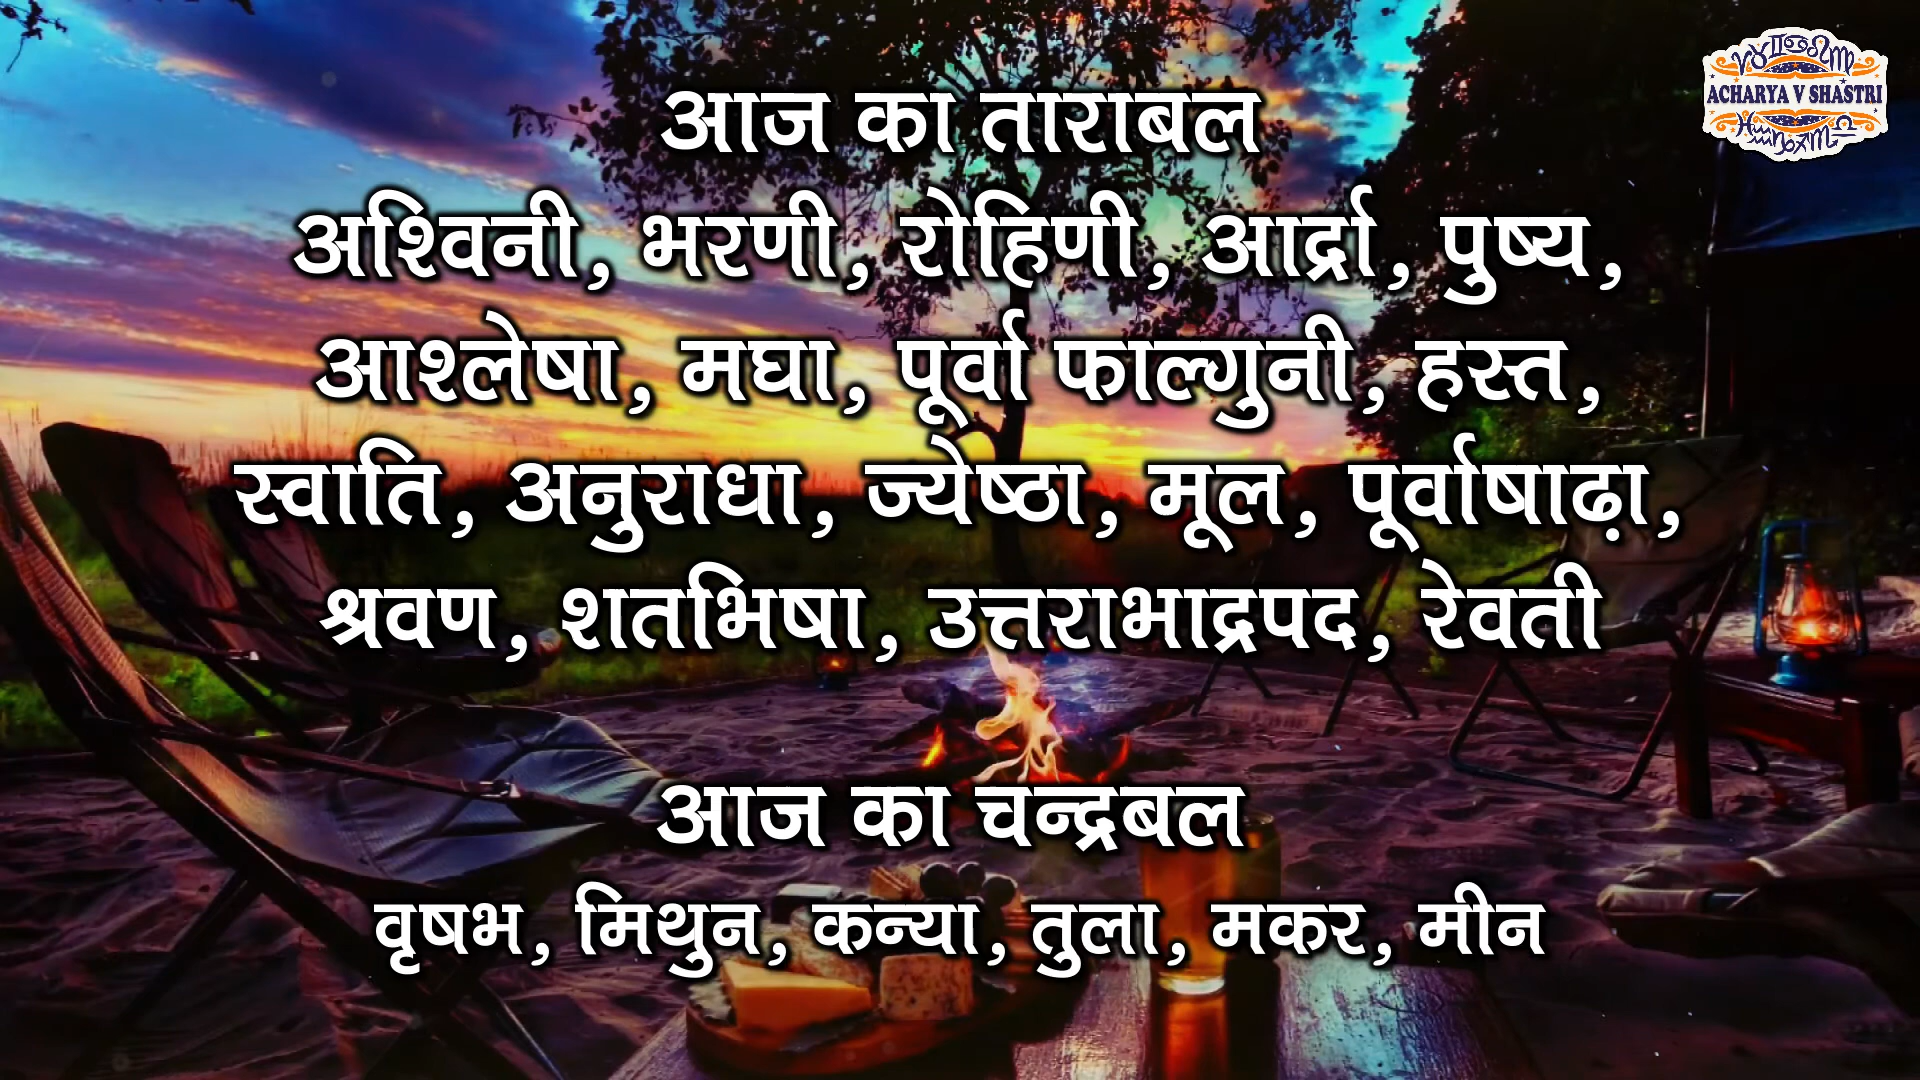 ACHARYA V SHASTRI
आज का ताराबल
अश्विनी, भरणी, रोहिणी, आर्द्रा, पुष्य,
आश्लेषा, मघा, पूर्वा फाल्गुनी, हस्त,
स्वाति, अनुराधा, ज्येष्ठा, मूल, पूर्वाषाढ़ा,
श्रवण, शतभिषा, उत्तराभाद्रपद, रेवती
आज का चन्द्रबल
वृषभ, मिथुन, कन्या, तुला, मकर, मीन